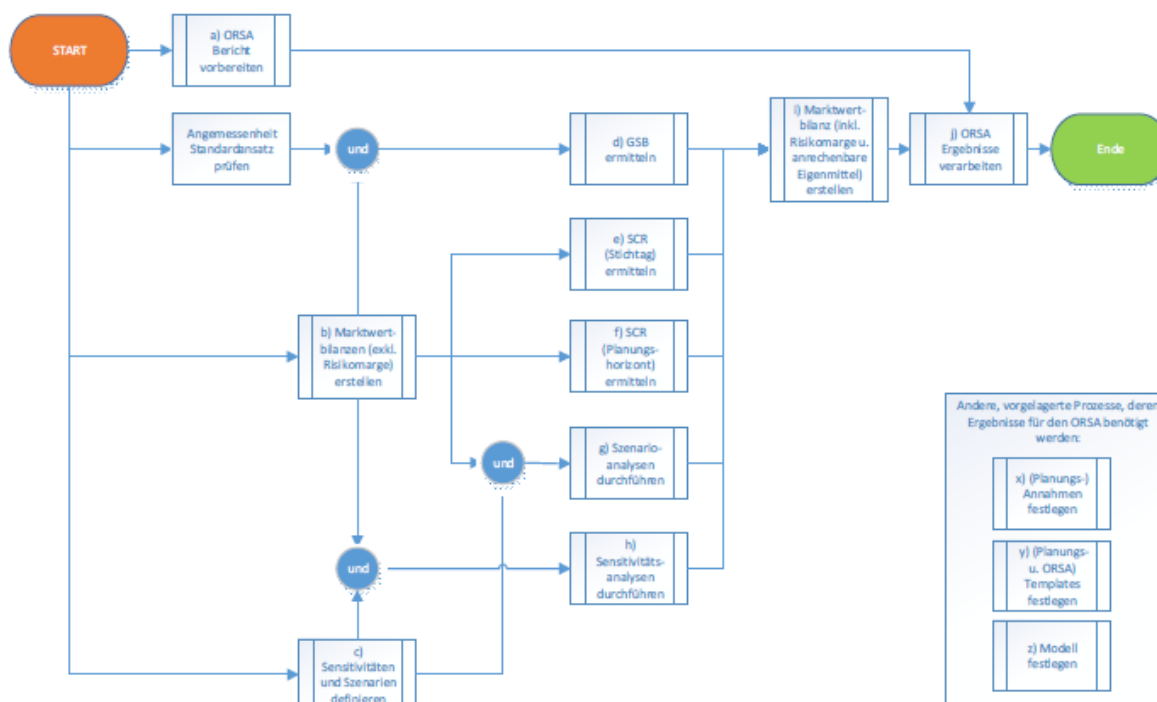 START
a) ORSA
Bericht
vorbereiten
Angemessenheit
Standardansatz
prüfen
und
d) GSB
ermitteln
i) Marktwert-
bilanz (inkl.
Risikomarge u.
anrechenbare
Eigenmittel)
erstellen
j) ORSA
Ergebnisse
verarbeiten
Ende
e) SCR
(Stichtag)
ermitteln
b) Marktwert-
bilanzen (exkl.
Risikomarge)
erstellen
f) SCR
(Planungs-
horizont)
ermitteln
und
g) Szenario-
analysen
durchführen
und
h)
Sensitivitäts-
analysen
durchführen
c)
Sensitivitäten
und Szenarien
definieren
Andere, vorgelagerte Prozesse, deren
Ergebnisse für den ORSA benötigt
werden:
x) (Planungs-)
Annahmen
festlegen
y) (Planungs-
u. ORSA)
Templates
festlegen
z) Modell
festlegen